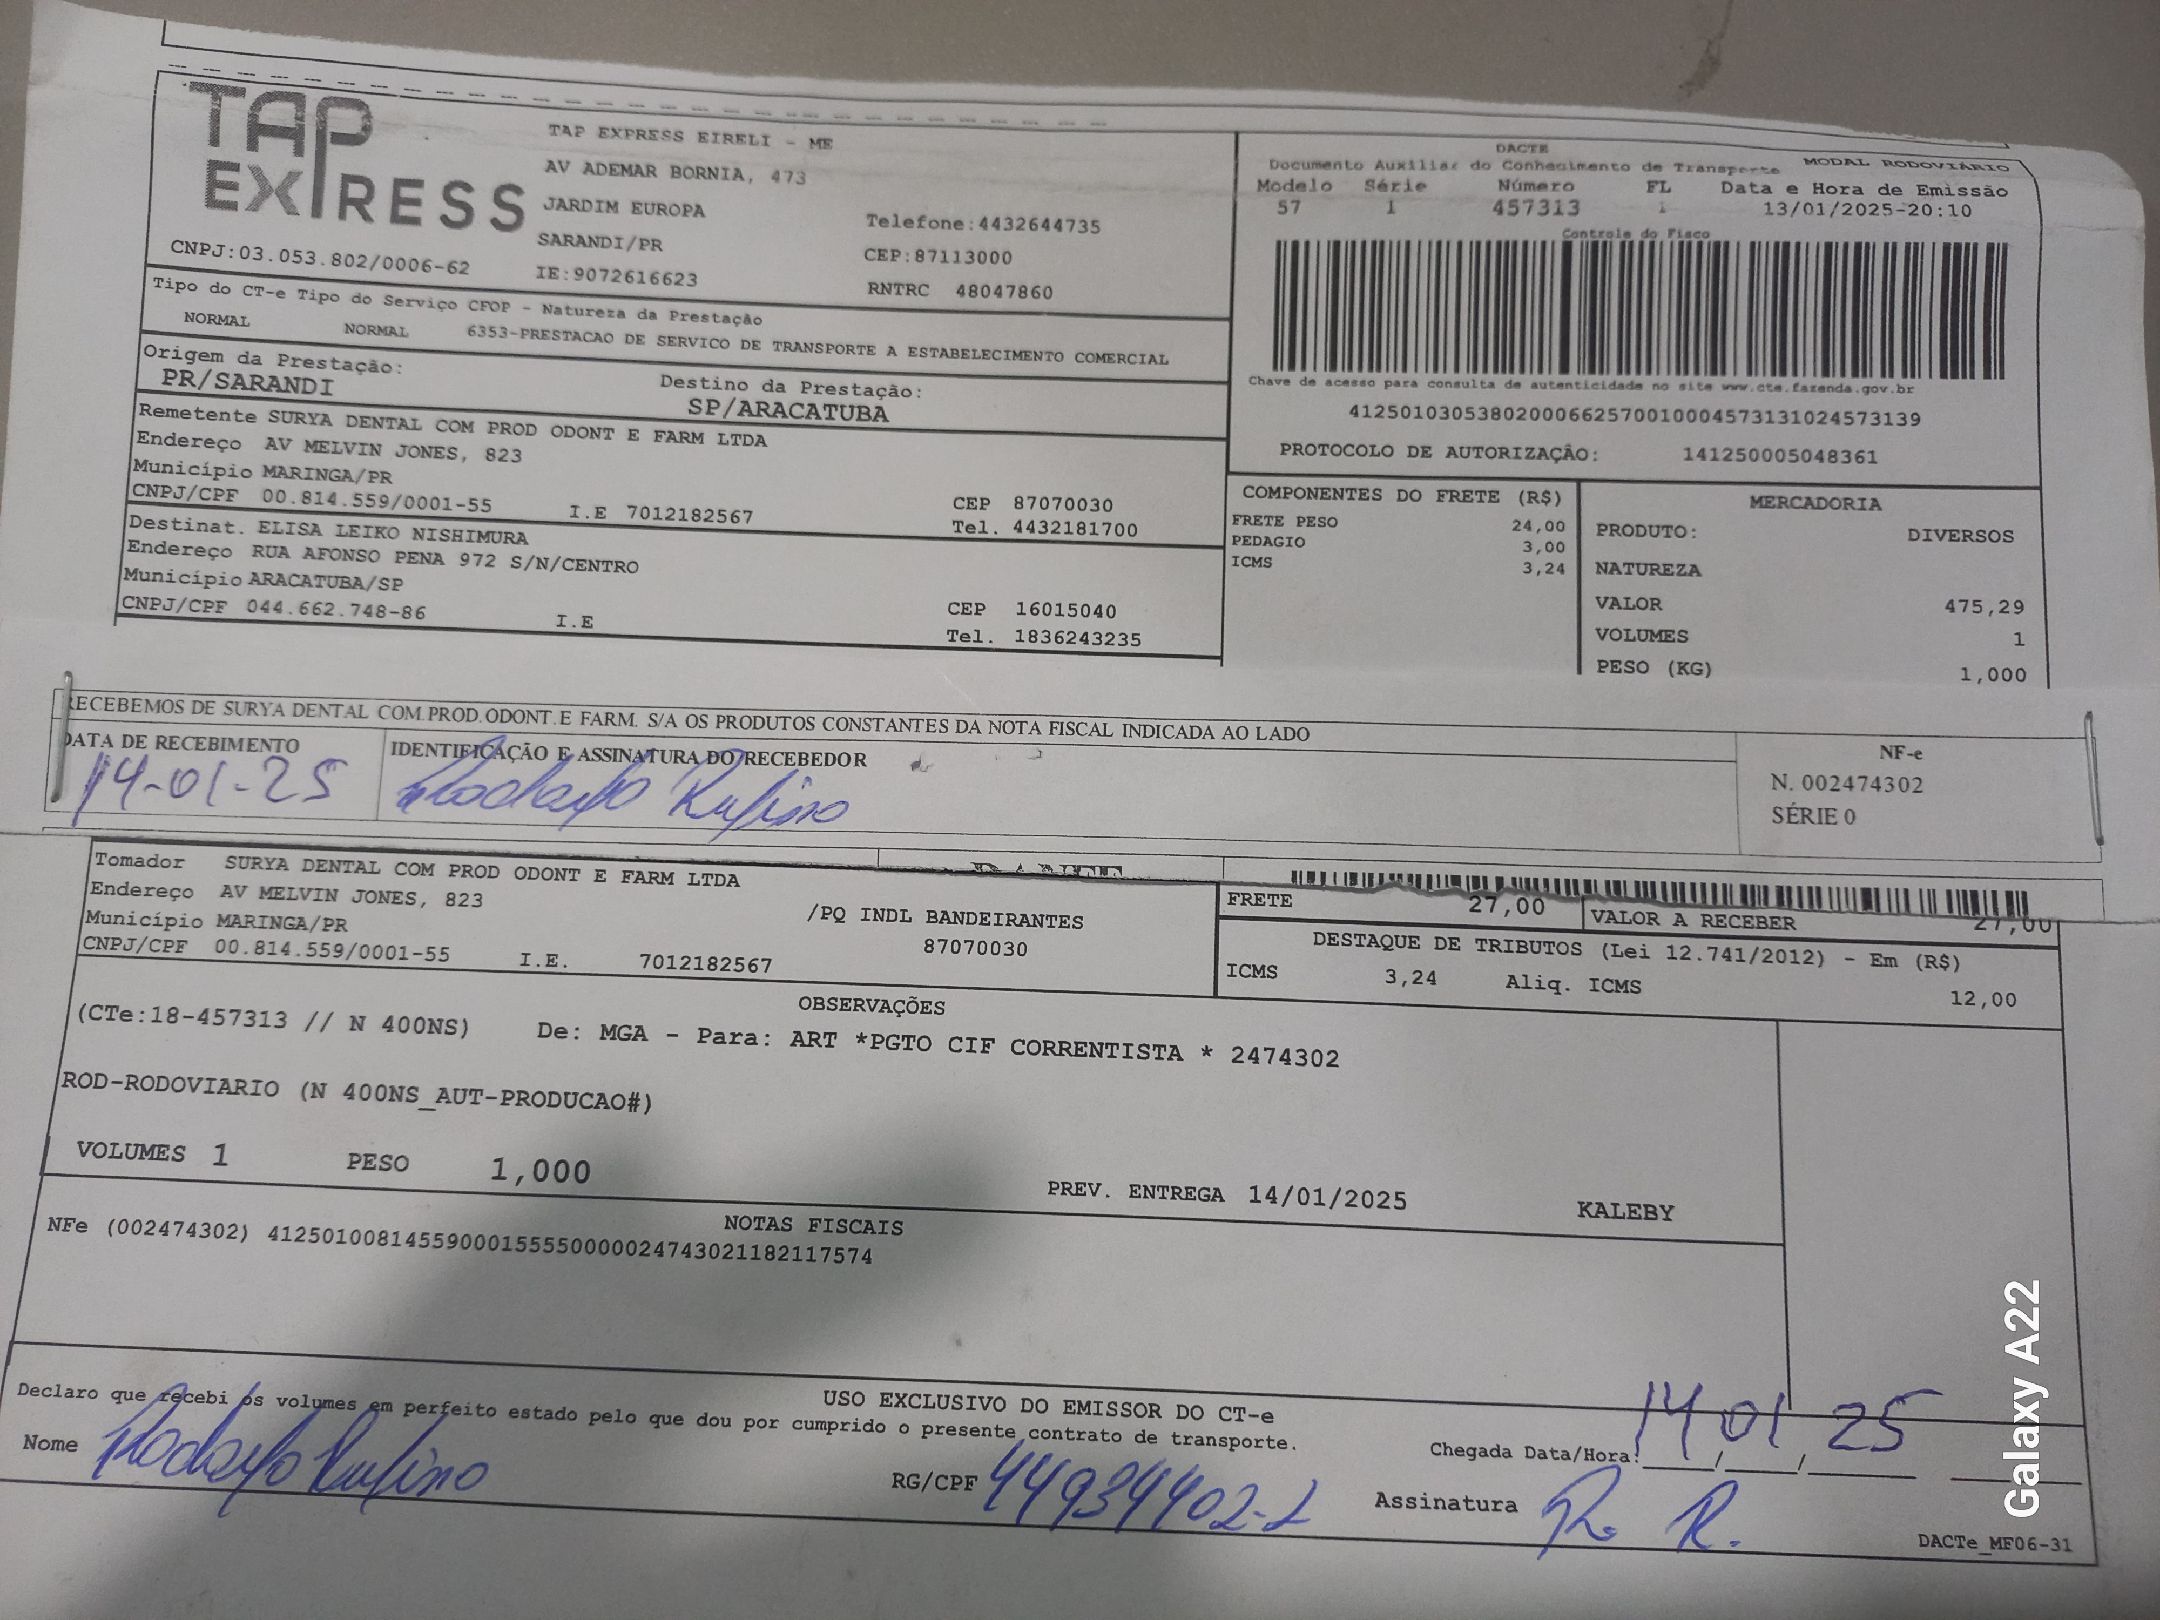 TAP EXPRESS
TAP EXPRESS EIRELI - ME
AV ADEMAR BORNIA, 473
JARDIM EUROPA
SARANDI/PR
IE:9072616623
Telefone:4432644735
CEP:87113000
RNTRC 48047860
CNPJ:03.053.802/0006-62
DACTE
MODAL RODOVIÁRIO
Documento Auxiliar do Conhecimento de Transporte
Modelo Série Número FL Data e Hora de Emissão
57 1 457313 1 13/01/2025-20:10
Controle do Fisco
Chave de acesso para consulta de autenticidade no site www.cte.fazenda.gov.br
41250103053802000662570010004573131024573139
PROTOCOLO DE AUTORIZAÇÃO: 141250005048361
Tipo do CT-e Tipo do Serviço CFOP - Natureza da Prestação
NORMAL NORMAL 6353-PRESTACAO DE SERVICO DE TRANSPORTE A ESTABELECIMENTO COMERCIAL
Origem da Prestação: Destino da Prestação:
PR/SARANDI SP/ARACATUBA
Remetente SURYA DENTAL COM PROD ODONT E FARM LTDA
Endereço AV MELVIN JONES, 823
Município MARINGA/PR CEP 87070030
CNPJ/CPF 00.814.559/0001-55 I.E 7012182567 Tel. 4432181700
Destinat. ELISA LEIKO NISHIMURA
Endereço RUA AFONSO PENA 972 S/N/CENTRO
Município ARACATUBA/SP CEP 16015040
CNPJ/CPF 044.662.748-86 I.E Tel. 1836243235
COMPONENTES DO FRETE (R$)
FRETE PESO 24,00
PEDAGIO 3,00
ICMS 3,24
MERCADORIA
PRODUTO: DIVERSOS
NATUREZA
VALOR 475,29
VOLUMES 1
PESO (KG) 1,000
RECEBEMOS DE SURYA DENTAL COM.PROD.ODONT.E FARM. S/A OS PRODUTOS CONSTANTES DA NOTA FISCAL INDICADA AO LADO
DATA DE RECEBIMENTO IDENTIFICAÇÃO E ASSINATURA DO RECEBEDOR
14-01-25
NF-e
N. 002474302
SÉRIE 0
Tomador SURYA DENTAL COM PROD ODONT E FARM LTDA
Endereço AV MELVIN JONES, 823 /PQ INDL BANDEIRANTES
Município MARINGA/PR 87070030
CNPJ/CPF 00.814.559/0001-55 I.E. 7012182567
FRETE 27,00 VALOR A RECEBER 27,00
DESTAQUE DE TRIBUTOS (Lei 12.741/2012) - Em (R$)
ICMS 3,24 Aliq. ICMS 12,00
OBSERVAÇÕES
(CTe:18-457313 // N 400NS) De: MGA - Para: ART *PGTO CIF CORRENTISTA * 2474302
ROD-RODOVIARIO (N 400NS_AUT-PRODUCAO#)
VOLUMES 1 PESO 1,000 PREV. ENTREGA 14/01/2025 KALEBY
NOTAS FISCAIS
NFe (002474302) 41250100814559000155550000024743021182117574
USO EXCLUSIVO DO EMISSOR DO CT-e
Declaro que recebi os volumes em perfeito estado pelo que dou por cumprido o presente contrato de transporte.
Chegada Data/Hora: 14/01/25
Nome RG/CPF 44934402-2 Assinatura R. R.
DACTe_MF06-31
Galaxy A22